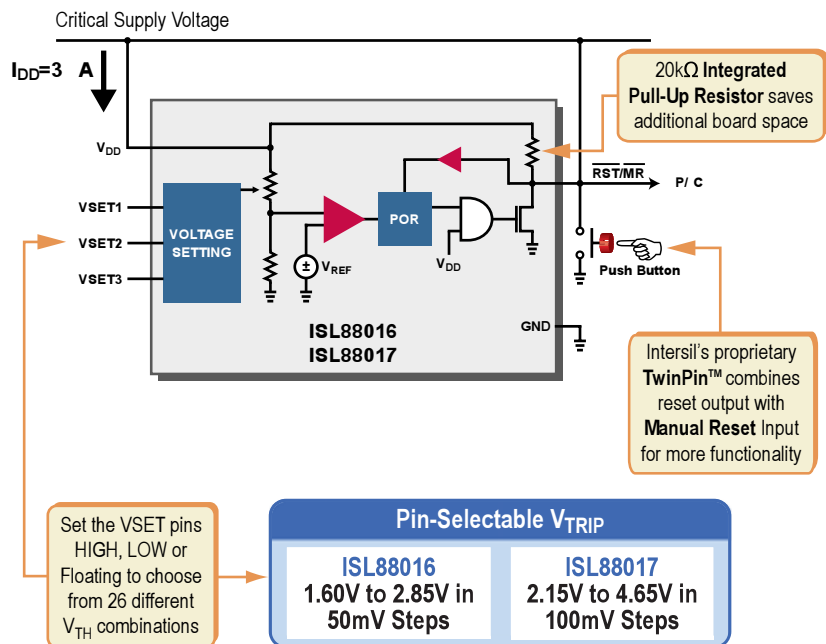 Critical Supply Voltage
IDD=3 A
20kΩ Integrated
Pull-Up Resistor saves
additional board space
VDD
RST/MR
P/ C
VSET1
VSET2
VSET3
VOLTAGE
SETTING
POR
±
VREF
VDD
Push Button
ISL88016
ISL88017
GND
Intersil's proprietary
TwinPin™ combines
reset output with
Manual Reset Input
for more functionality
Set the VSET pins
HIGH, LOW or
Floating to choose
from 26 different
VTH combinations
Pin-Selectable VTRIP
ISL88016
1.60V to 2.85V in
50mV Steps
ISL88017
2.15V to 4.65V in
100mV Steps